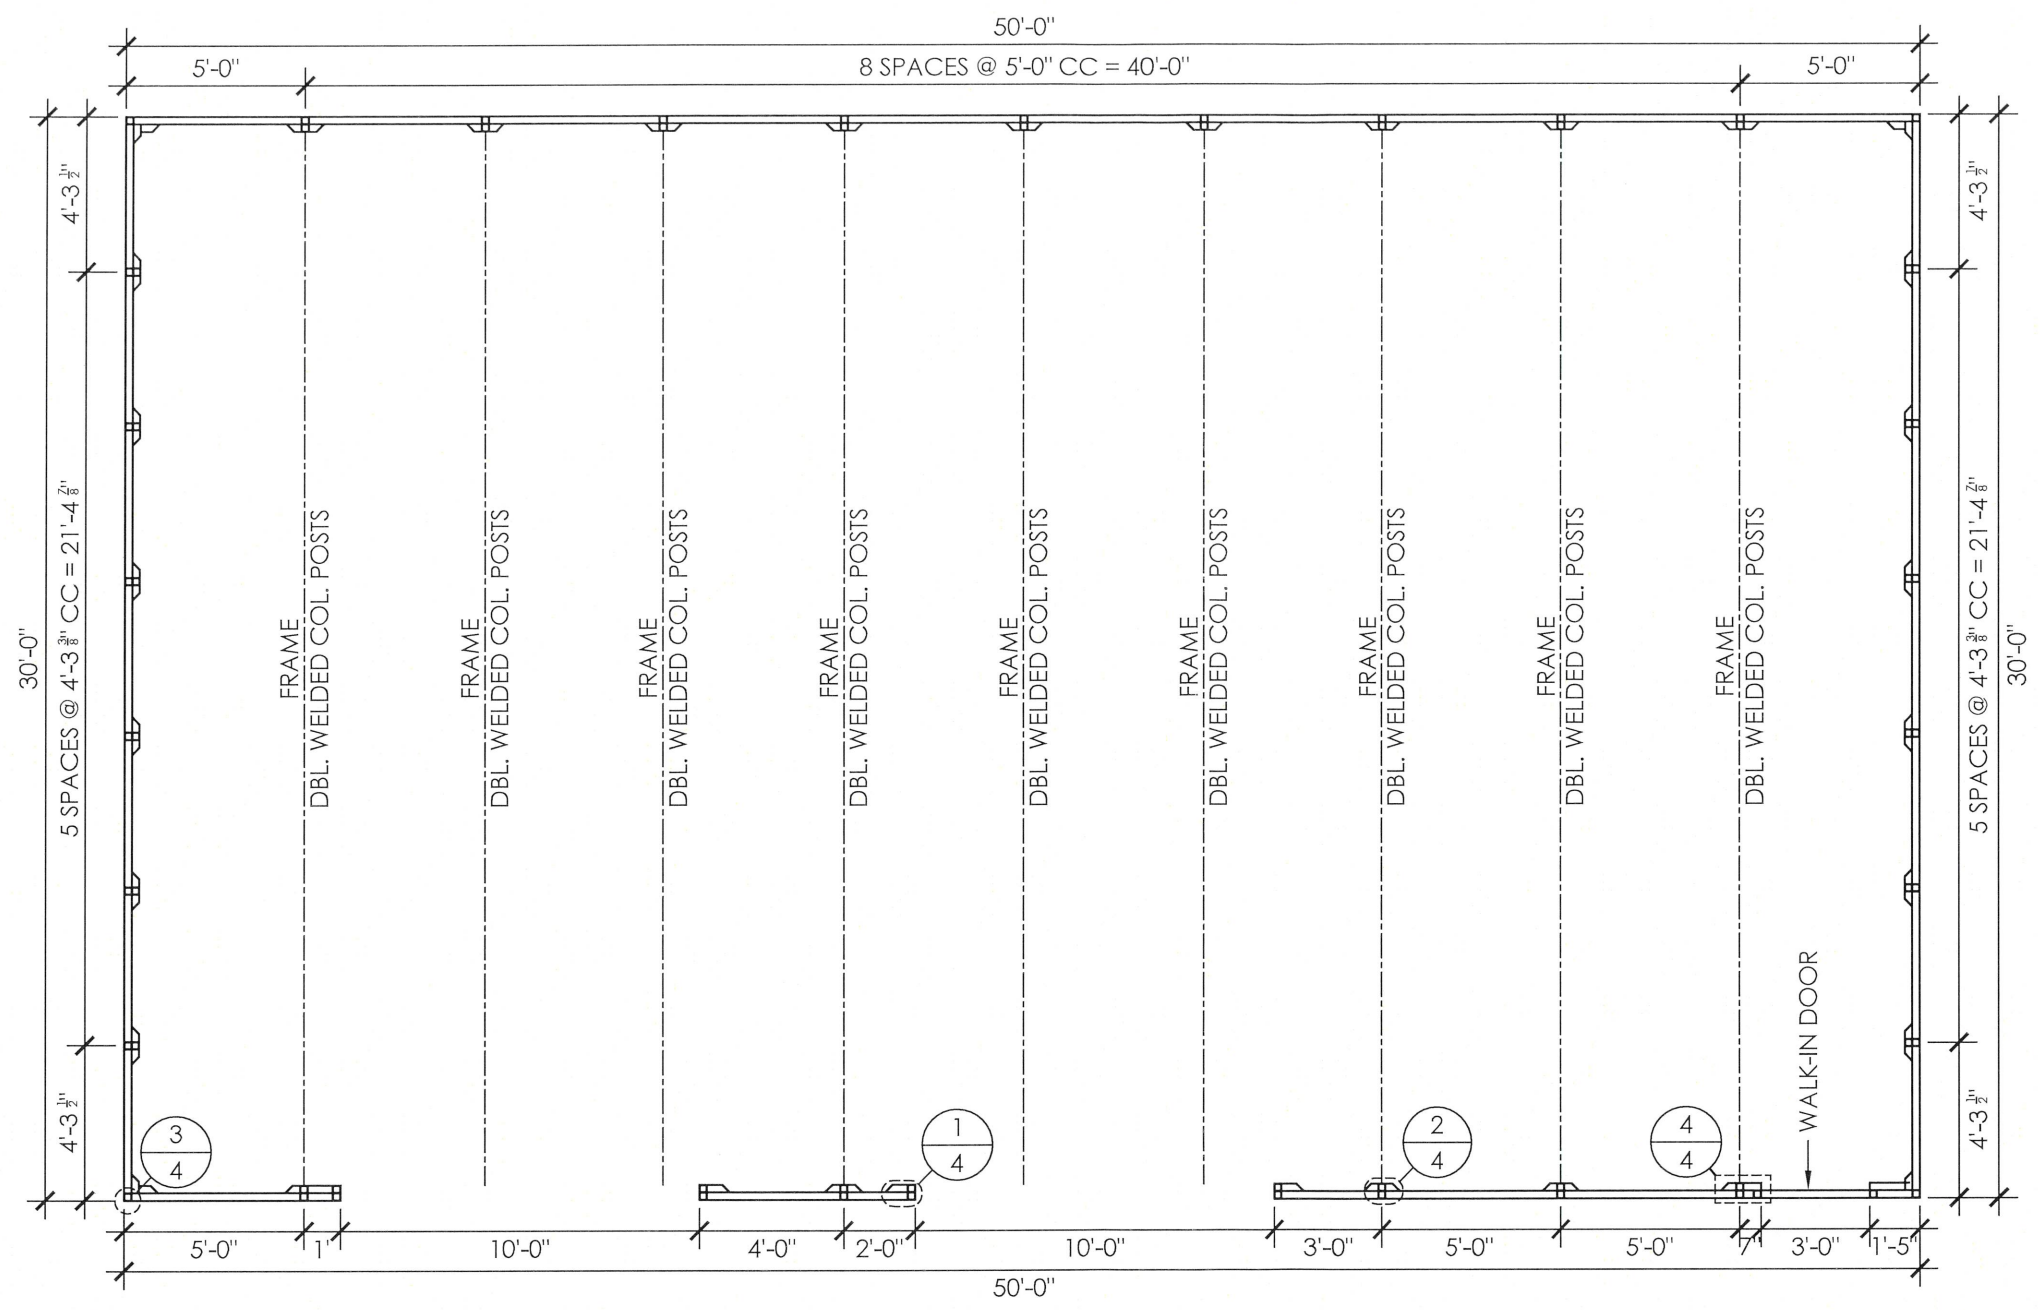 50'-0"
5'-0"
8 SPACES @ 5'-0" CC = 40'-0"
5'-0"
4'-3 1/2"
4'-3 1/2"
30'-0"
5 SPACES @ 4'-3 3/8" CC = 21'-4 7/8"
FRAME
DBL. WELDED COL. POSTS
FRAME
DBL. WELDED COL. POSTS
FRAME
DBL. WELDED COL. POSTS
FRAME
DBL. WELDED COL. POSTS
FRAME
DBL. WELDED COL. POSTS
FRAME
DBL. WELDED COL. POSTS
FRAME
DBL. WELDED COL. POSTS
FRAME
DBL. WELDED COL. POSTS
FRAME
DBL. WELDED COL. POSTS
5 SPACES @ 4'-3 3/8" CC = 21'-4 7/8"
30'-0"
4'-3 1/2"
3
4
1
4
2
4
4
4
WALK-IN DOOR
4'-3 1/2"
5'-0"
1'
10'-0"
4'-0"
2'-0"
10'-0"
3'-0"
5'-0"
5'-0"
7"
3'-0"
1'-5"
50'-0"